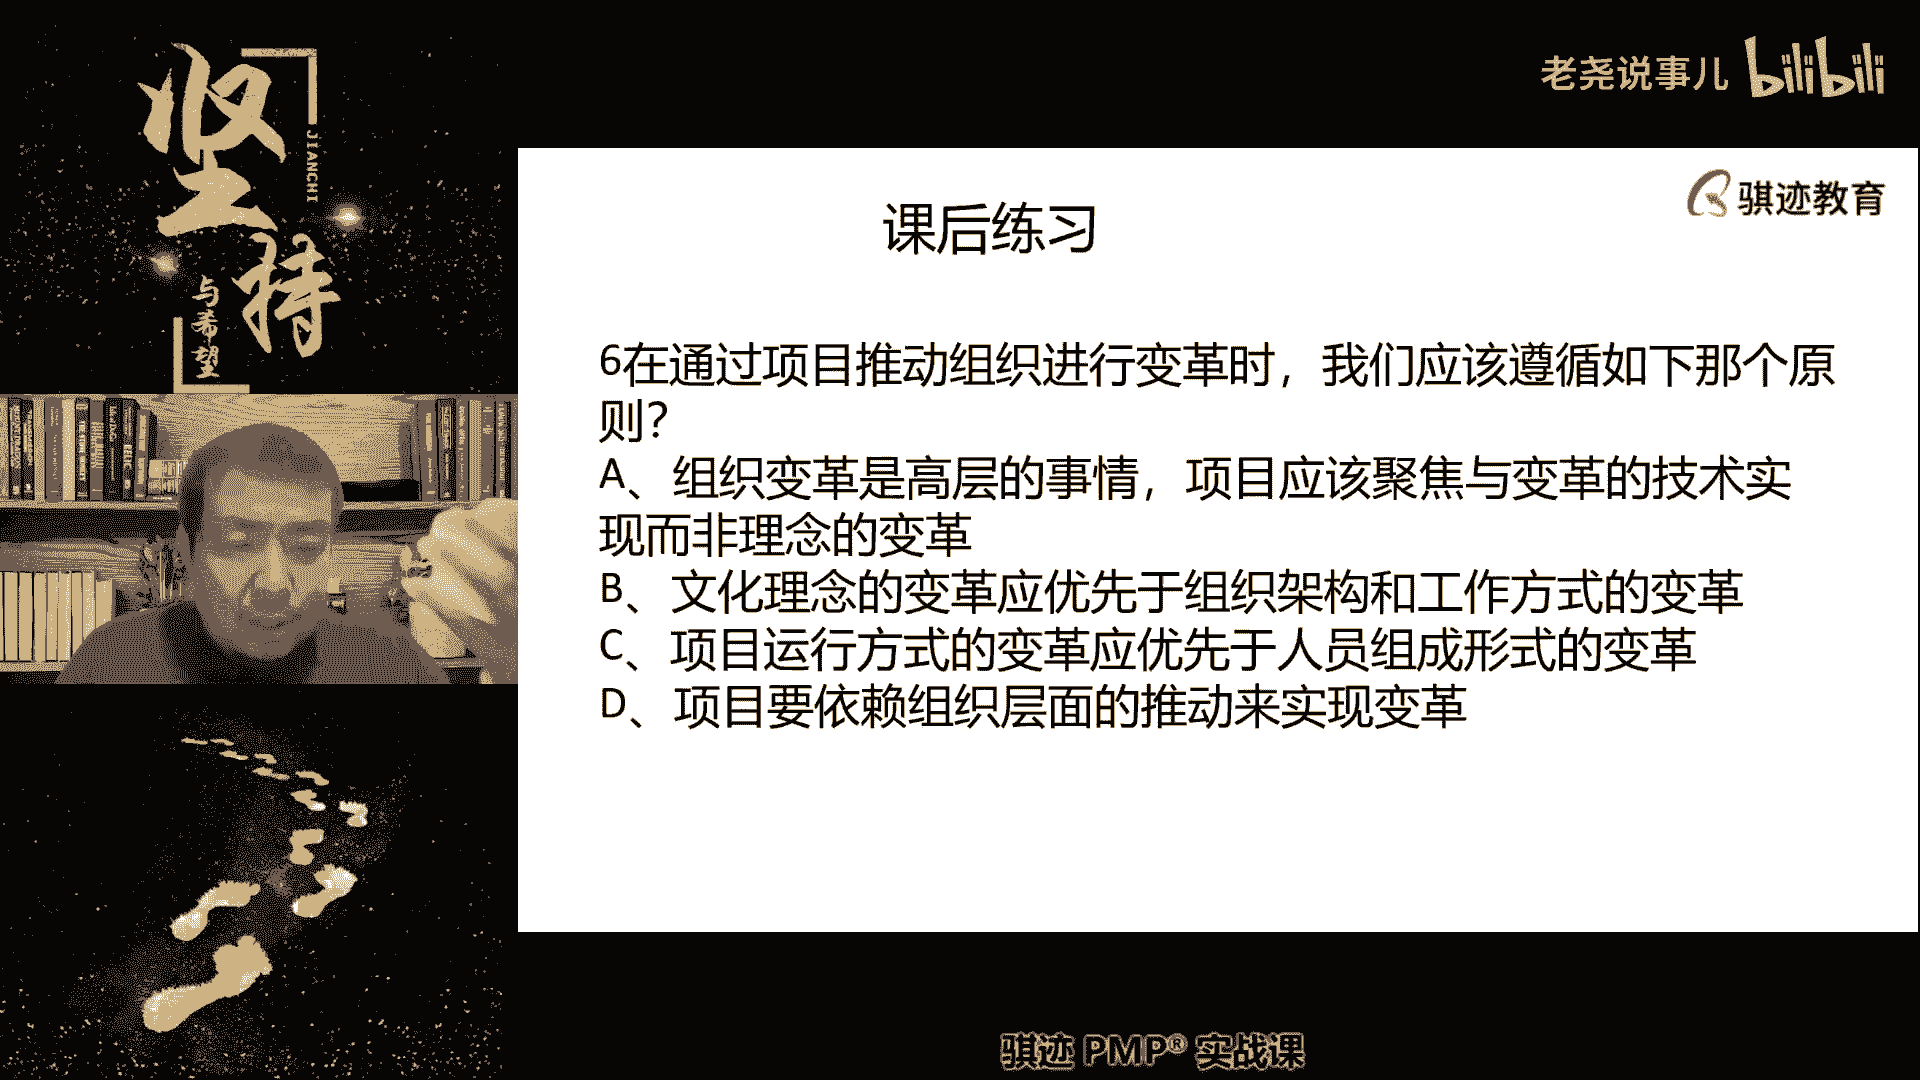 坚持
JIANCHI
与希望
老尧说事儿 bilibili
骐迹教育
课后练习
6在通过项目推动组织进行变革时，我们应该遵循如下那个原
则？
A、组织变革是高层的事情，项目应该聚焦与变革的技术实
现而非理念的变革
B、文化理念的变革应优先于组织架构和工作方式的变革
C、项目运行方式的变革应优先于人员组成形式的变革
D、项目要依赖组织层面的推动来实现变革
骐迹 PMP® 实战课